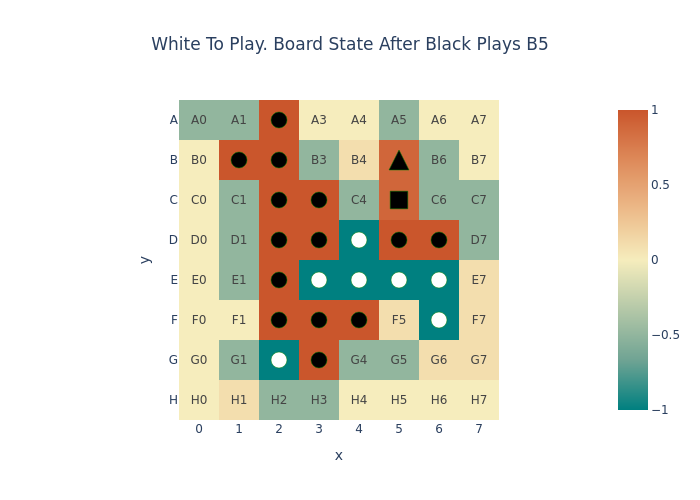 White To Play. Board State After Black Plays B5
A A0 A1 A3 A4 A5 A6 A7
B B0 B3 B4 B6 B7
C C0 C1 C4 C6 C7
D D0 D1 D7
E E0 E1 E7
F F0 F1 F5 F7
G G0 G1 G4 G5 G6 G7
H H0 H1 H2 H3 H4 H5 H6 H7
0 1 2 3 4 5 6 7
x
y
1
0.5
0
−0.5
−1